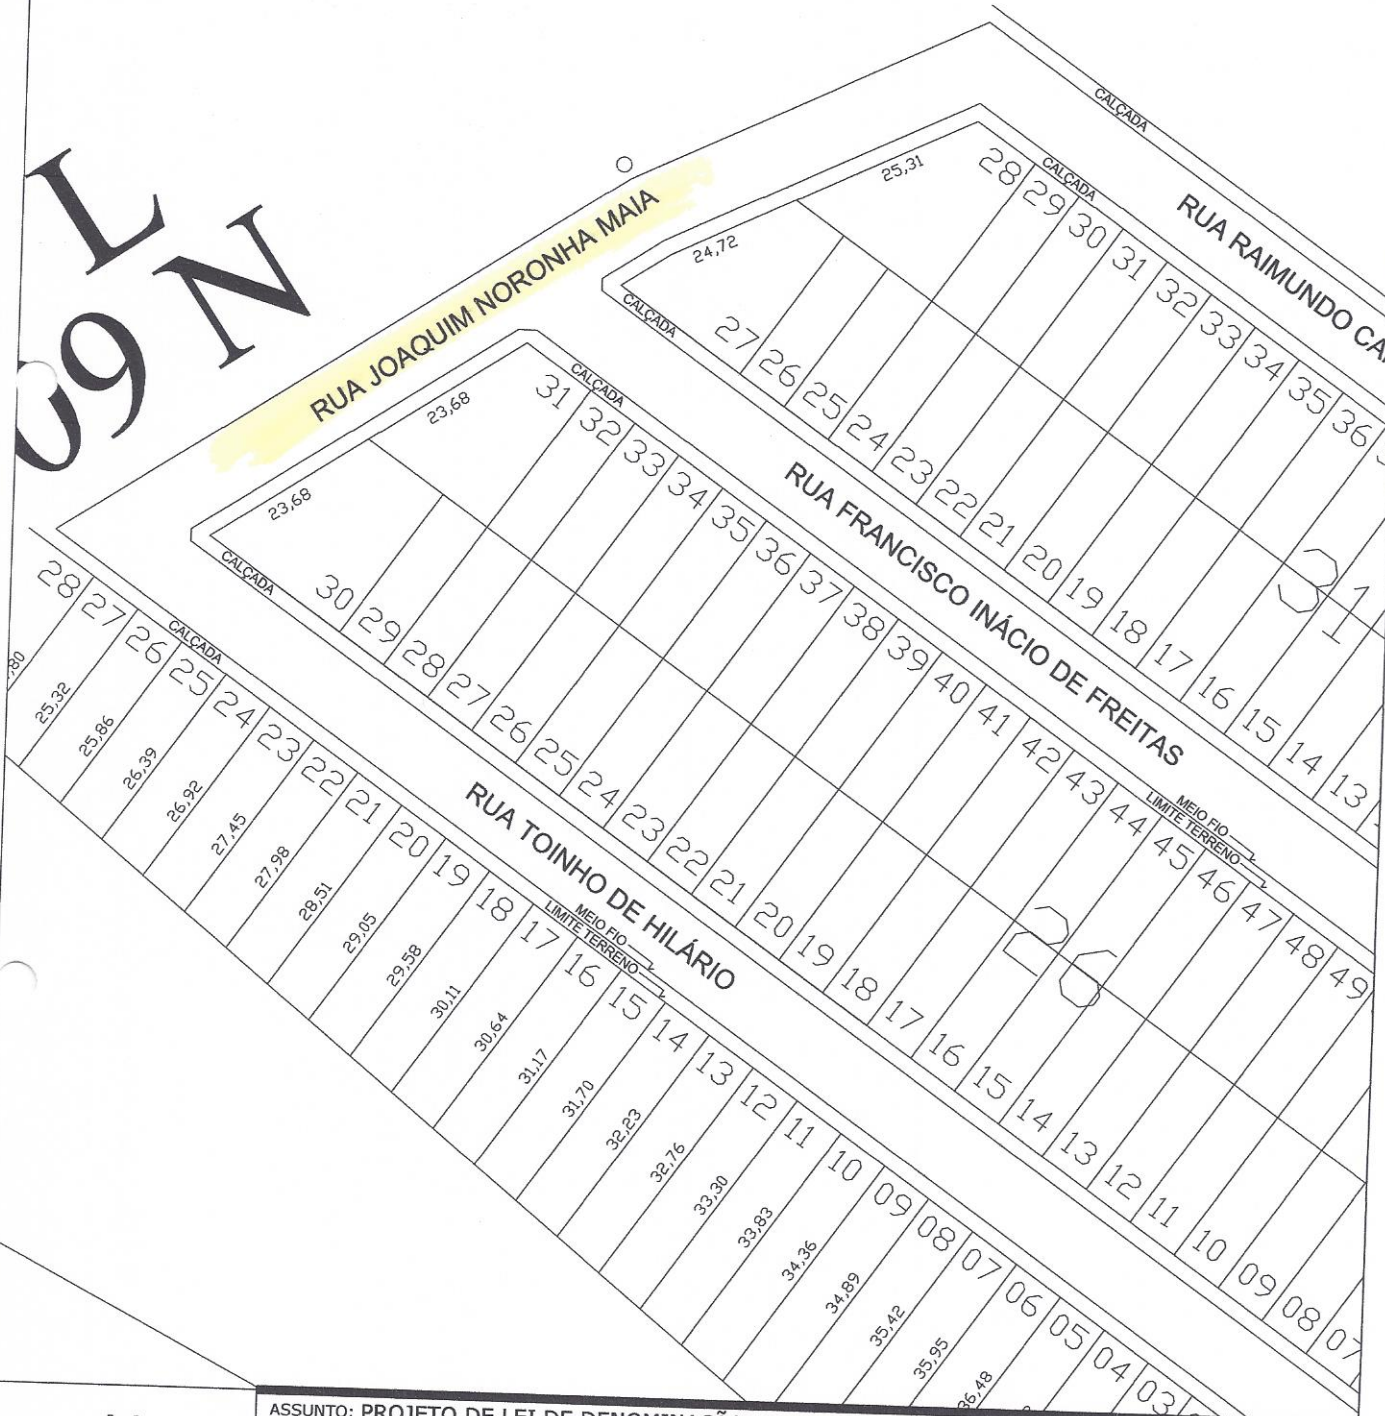 L
09 N
CALÇADA
RUA RAIMUNDO CA
CALÇADA
25,31
28 29 30 31 32 33 34 35 36
24,72
RUA JOAQUIM NORONHA MAIA
CALÇADA
27 26 25 24 23 22 21 20 19 18 17 16 15 14 13
31
RUA FRANCISCO INÁCIO DE FREITAS
CALÇADA
23,68
31 32 33 34 35 36 37 38 39 40 41 42 43 44 45 46 47 48 49
MEIO FIO
LIMITE TERRENO
23,68
CALÇADA
30 29 28 27 26 25 24 23 22 21 20 19 18 17 16 15 14 13 12 11 10 09 08 07
26
RUA TOINHO DE HILÁRIO
CALÇADA
MEIO FIO
LIMITE TERRENO
28 27 26 25 24 23 22 21 20 19 18 17 16 15 14 13 12 11 10 09 08 07 06 05 04 03
,80
25,32
25,86
26,39
26,92
27,45
27,98
28,51
29,05
29,58
30,11
30,64
31,17
31,70
32,23
32,76
33,30
33,83
34,36
34,89
35,42
35,95
36,48
ASSUNTO: PROJETO DE LEI DE DENOMINAÇÃ